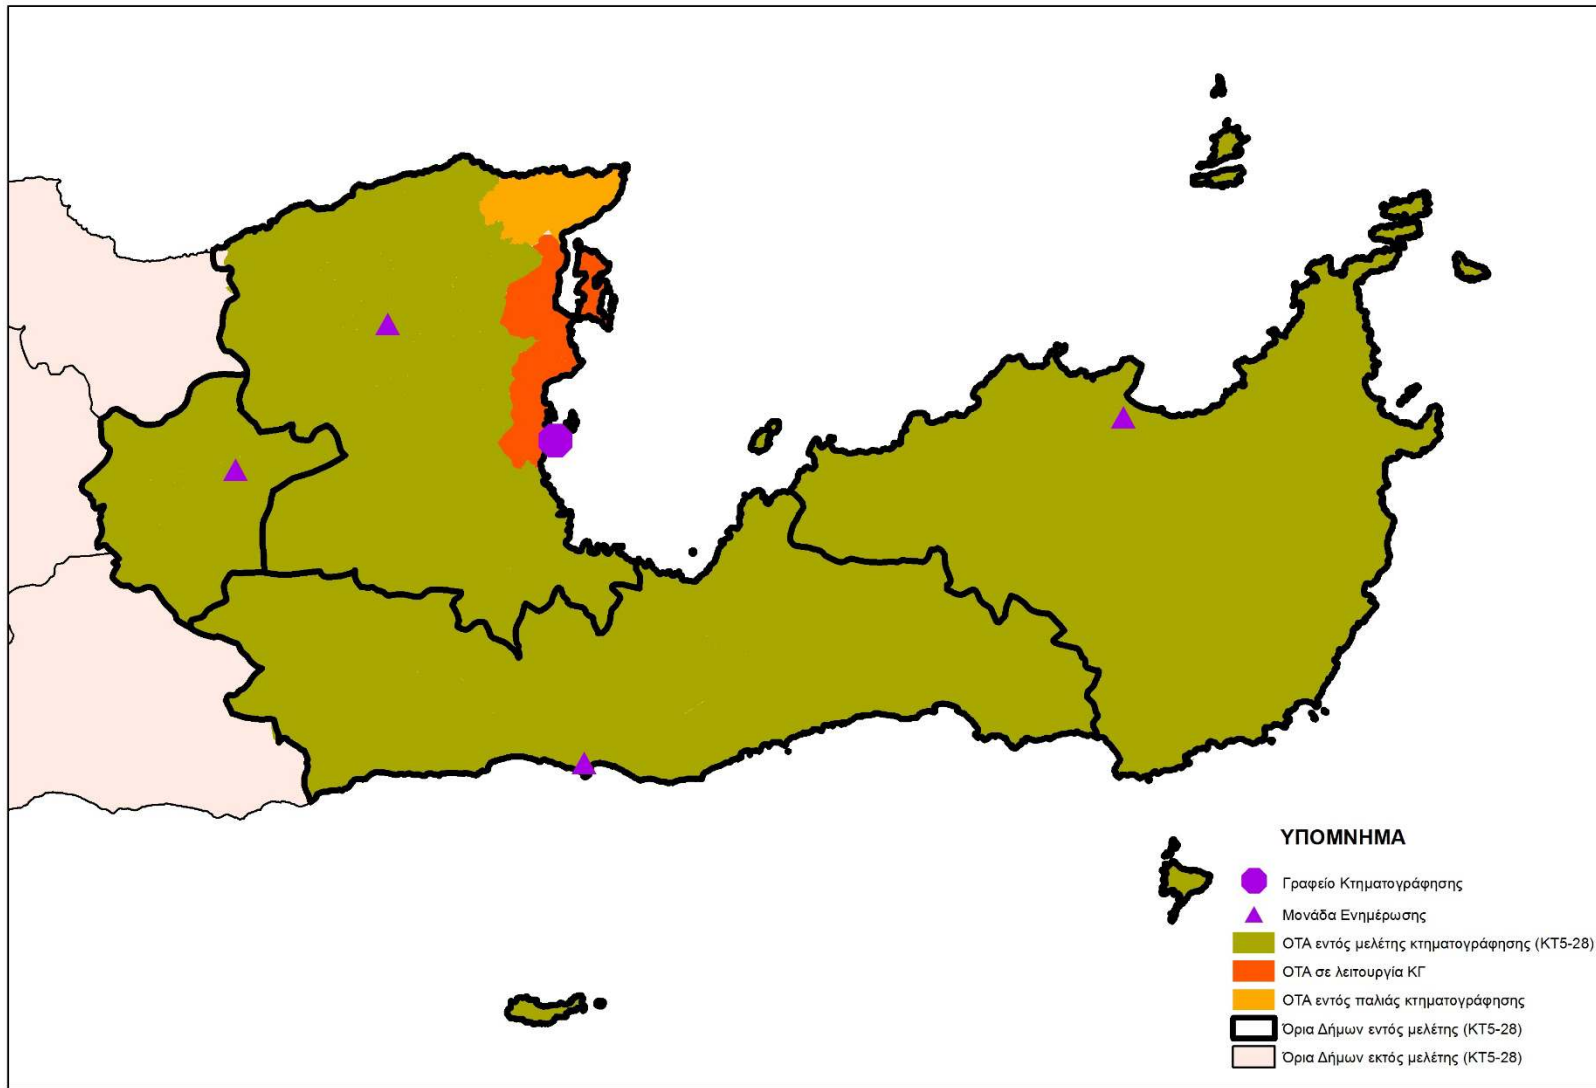 ΥΠΟΜΝΗΜΑ
Γραφείο Κτηματογράφησης
Μονάδα Ενημέρωσης
ΟΤΑ εντός μελέτης κτηματογράφησης (ΚΤ5-28)
ΟΤΑ σε λειτουργία ΚΓ
ΟΤΑ εντός παλιάς κτηματογράφησης
Όρια Δήμων εντός μελέτης (ΚΤ5-28)
Όρια Δήμων εκτός μελέτης (ΚΤ5-28)